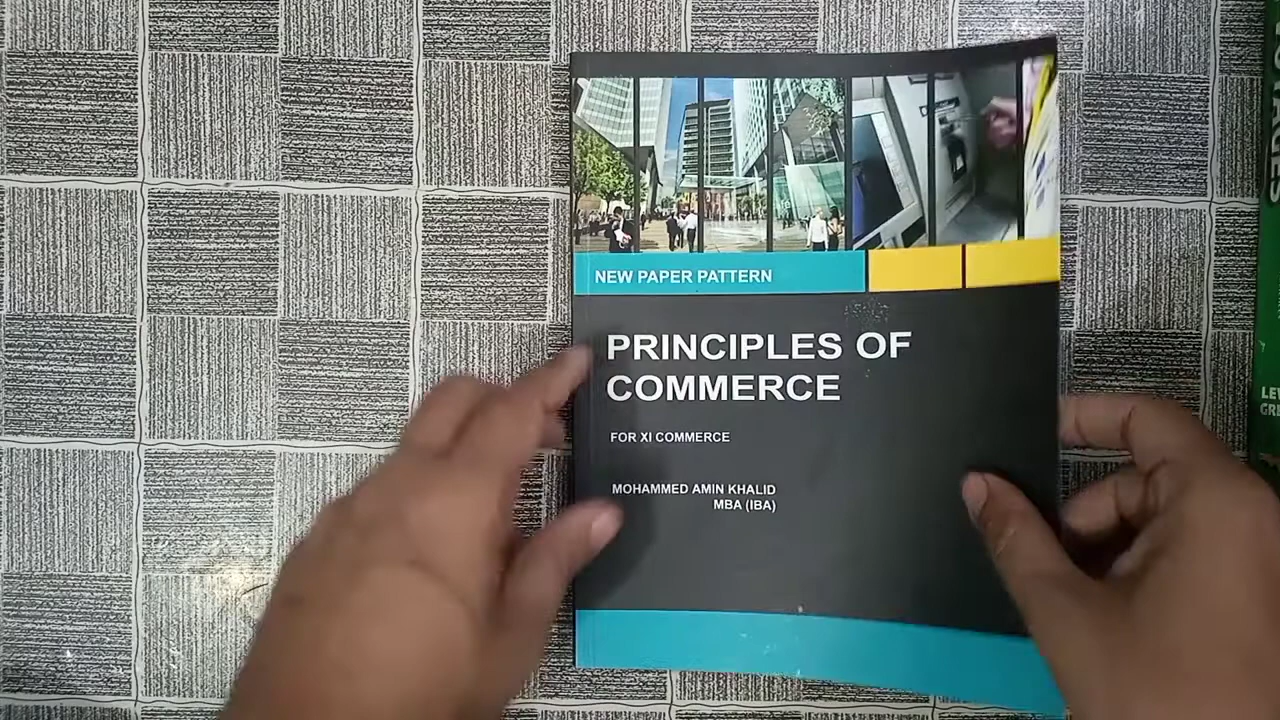 NEW PAPER PATTERN
PRINCIPLES OF
COMMERCE
FOR XI COMMERCE
MOHAMMED AMIN KHALID
MBA (IBA)